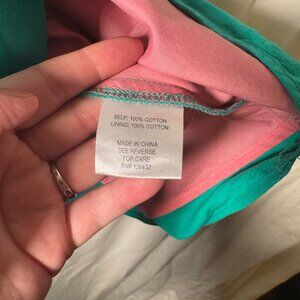 SELF: 100% COTTON
LINING: 100% COTTON
MADE IN CHINA
SEE REVERSE
FOR CARE
RN# 138432